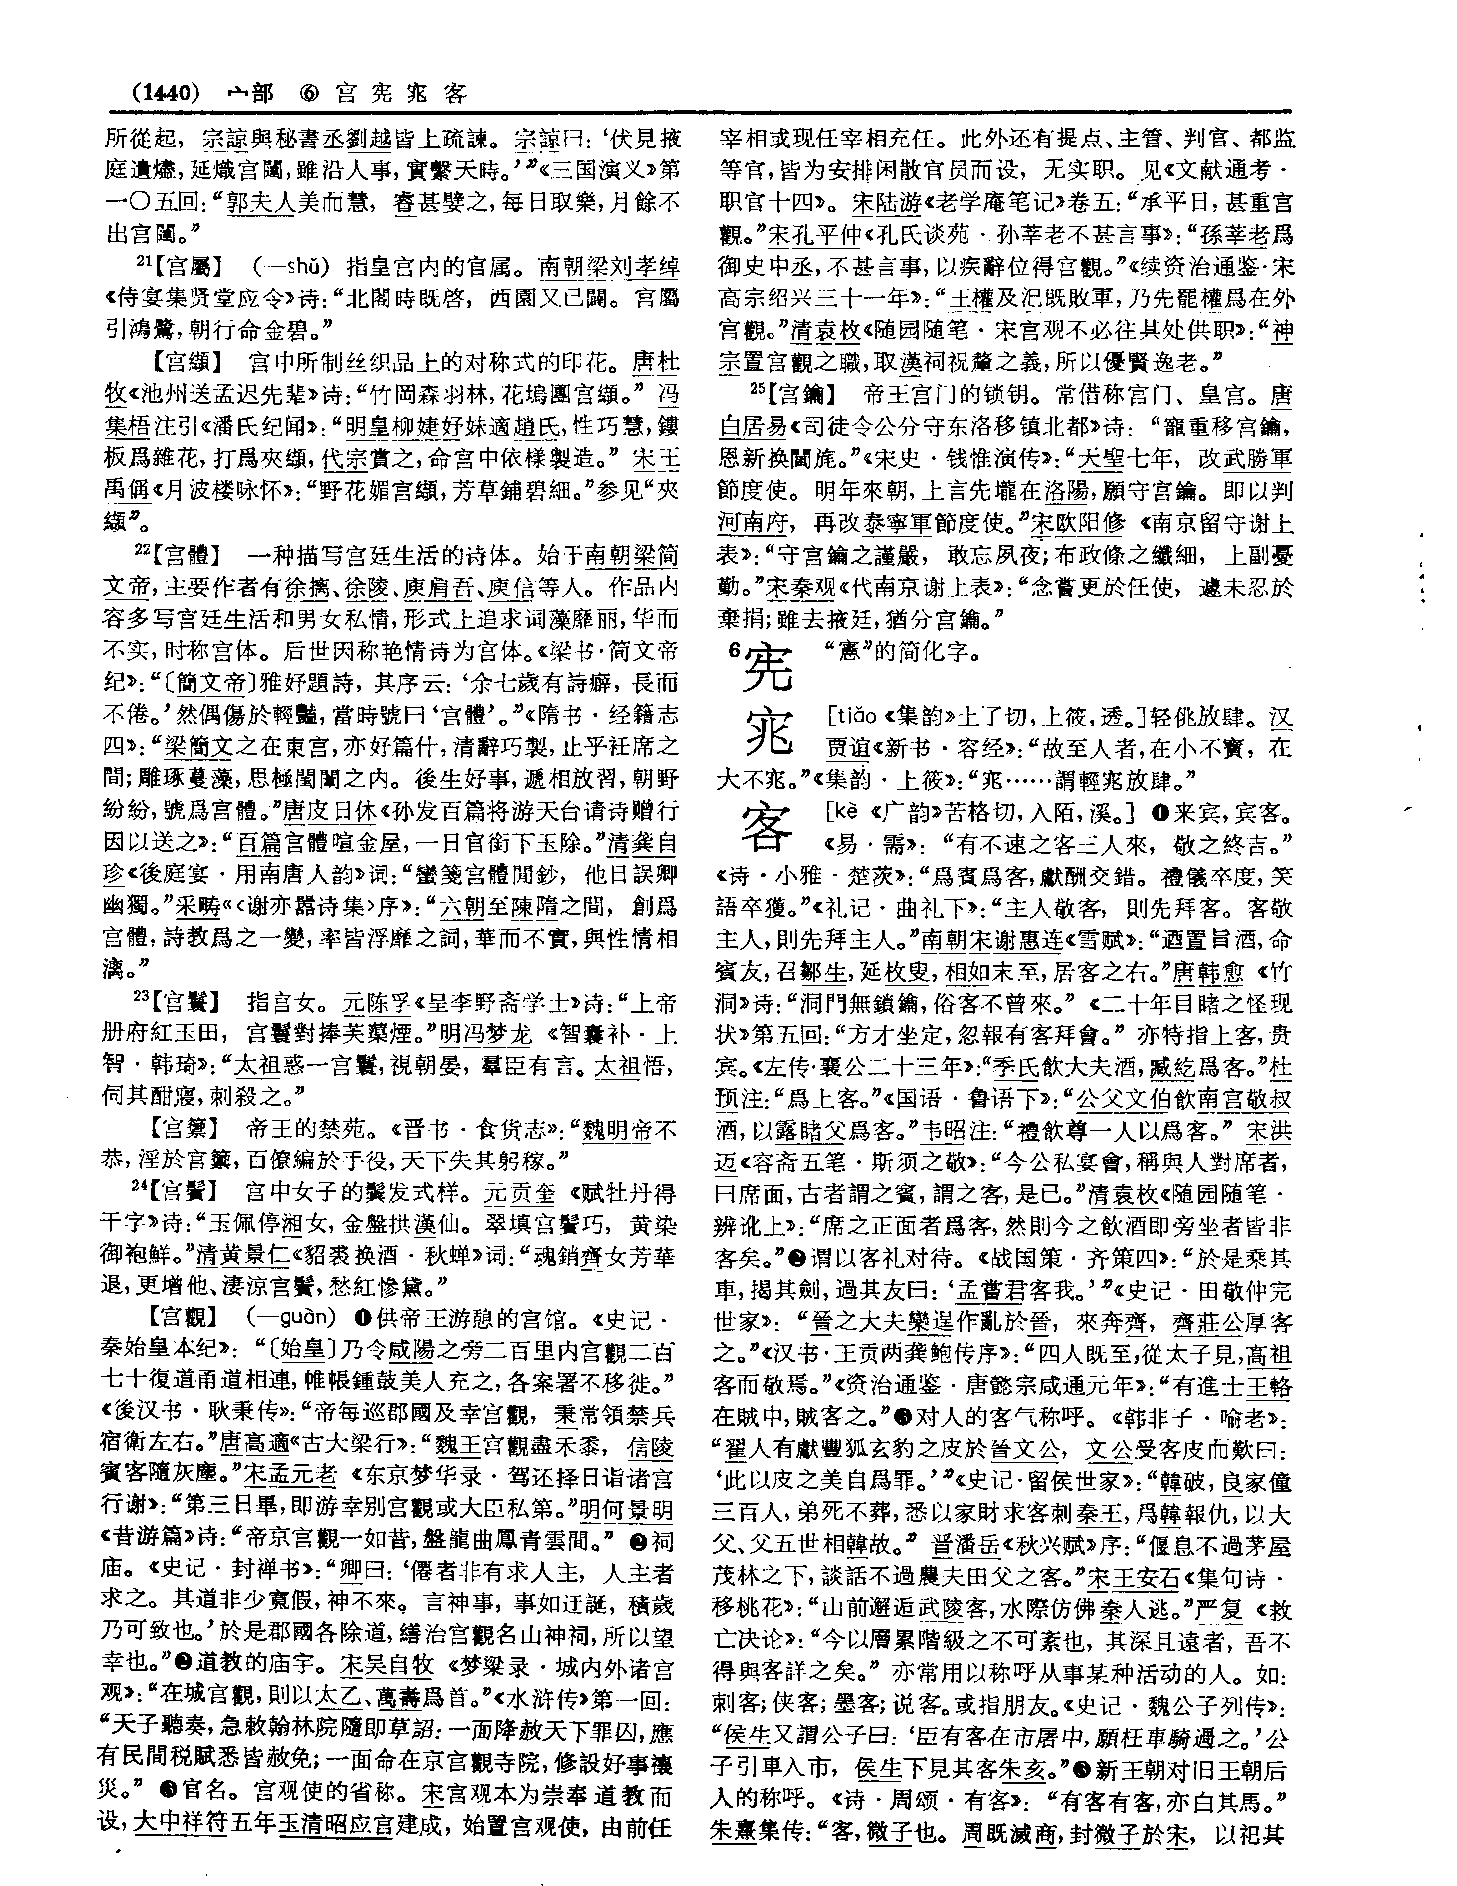 (1440) 宀部 ⑥ 宫 宪 宨 客
所從起，宗諒與秘書丞劉越皆上疏諫。宗諒曰：‘伏見掖
庭遺燼，延熾宫闥，雖沿人事，實繫天時。’”《三国演义》第
一〇五回：“郭夫人美而慧，睿甚嬖之，每日取樂，月餘不
出宫闥。”
21【宫屬】 （—shǔ）指皇宫内的官属。南朝梁刘孝绰
《侍宴集贤堂应令》诗：“北閣時既啓，西園又已闢。宫屬
引鴻鷺，朝行命金碧。”
【宫纈】 宫中所制丝织品上的对称式的印花。唐杜
牧《池州送孟迟先辈》诗：“竹岡森羽林，花塢團宫纈。”冯
集梧注引《潘氏纪闻》：“明皇柳婕妤妹適趙氏，性巧慧，鏤
板爲雜花，打爲夾纈，代宗賞之，命宫中依樣製造。”宋王
禹偁《月波楼咏怀》：“野花媚宫纈，芳草鋪碧細。”参见“夾
纈”。
22【宫體】 一种描写宫廷生活的诗体。始于南朝梁简
文帝，主要作者有徐摛、徐陵、庾肩吾、庾信等人。作品内
容多写宫廷生活和男女私情，形式上追求词藻靡丽，华而
不实，时称宫体。后世因称艳情诗为宫体。《梁书·简文帝
纪》：“〔簡文帝〕雅好題詩，其序云：‘余七歲有詩癖，長而
不倦。’然偶傷於輕豔，當時號曰‘宫體’。”《隋书·经籍志
四》：“梁簡文之在東宫，亦好篇什，清辭巧製，止乎衽席之
間；雕琢蔓藻，思極閨闈之内。後生好事，遞相放習，朝野
紛紛，號爲宫體。”唐皮日休《孙发百篇将游天台请诗赠行
因以送之》：“百篇宫體喧金屋，一日官銜下玉除。”清龚自
珍《後庭宴·用南唐人韵》词：“蠻箋宫體閒鈔，他日誤卿
幽獨。”采畴《〈谢亦嚣诗集〉序》：“六朝至陳隋之間，創爲
宫體，詩教爲之一變，率皆浮靡之詞，華而不實，與性情相
漓。”
23【宫鬟】 指宫女。元陈孚《呈李野斋学士》诗：“上帝
册府紅玉田，宫鬟對捧芙蕖煙。”明冯梦龙《智囊补·上
智·韩琦》：“太祖惑一宫鬟，視朝晏，羣臣有言。太祖悟，
伺其酣寢，刺殺之。”
【宫籞】 帝王的禁苑。《晋书·食货志》：“魏明帝不
恭，淫於宫籞，百僚編於手役，天下失其躬稼。”
24【宫鬢】 宫中女子的鬓发式样。元贡奎《赋牡丹得
干字》诗：“玉佩停湘女，金盤拱漢仙。翠填宫鬢巧，黄染
御袍鮮。”清黄景仁《貂裘换酒·秋蝉》词：“魂銷齊女芳華
退，更增他、淒涼宫鬢，愁紅慘黛。”
【宫觀】 （—guàn）❶供帝王游憩的宫馆。《史记·
秦始皇本纪》：“〔始皇〕乃令咸陽之旁二百里内宫觀二百
七十復道甬道相連，帷帳鍾鼓美人充之，各案署不移徙。”
《後汉书·耿秉传》：“帝每巡郡國及幸宫觀，秉常領禁兵
宿衛左右。”唐高適《古大梁行》：“魏王宫觀盡禾黍，信陵
賓客隨灰塵。”宋孟元老《东京梦华录·驾还择日诣诸宫
行谢》：“第三日畢，即游幸别宫觀或大臣私第。”明何景明
《昔游篇》诗：“帝京宫觀一如昔，盤龍曲鳳青雲間。”❷祠
庙。《史记·封禅书》：“卿曰：‘僊者非有求人主，人主者
求之。其道非少寬假，神不來。言神事，事如迂誕，積歲
乃可致也。’於是郡國各除道，繕治宫觀名山神祠，所以望
幸也。”❷道教的庙宇。宋吴自牧《梦粱录·城内外诸宫
观》：“在城宫觀，則以太乙、萬壽爲首。”《水浒传》第一回：
“天子聽奏，急敕翰林院隨即草詔：一面降赦天下罪囚，應
有民間税賦悉皆赦免；一面命在京宫觀寺院，修設好事禳
災。”❸官名。宫观使的省称。宋宫观本为崇奉道教而
设，大中祥符五年玉清昭应宫建成，始置宫观使，由前任
宰相或现任宰相充任。此外还有提点、主管、判官、都监
等官，皆为安排闲散官员而设，无实职。见《文献通考·
职官十四》。宋陆游《老学庵笔记》卷五：“承平日，甚重宫
觀。”宋孔平仲《孔氏谈苑·孙莘老不甚言事》：“孫莘老爲
御史中丞，不甚言事，以疾辭位得宫觀。”《续资治通鉴·宋
高宗绍兴三十一年》：“王權及汜既敗軍，乃先罷權爲在外
宫觀。”清袁枚《随园随笔·宋宫观不必往其处供职》：“神
宗置宫觀之職，取漢祠祝釐之義，所以優賢逸老。”
25【宫鑰】 帝王宫门的锁钥。常借称宫门、皇宫。唐
白居易《司徒令公分守东洛移镇北都》诗：“寵重移宫鑰，
恩新换閫旄。”《宋史·钱惟演传》：“天聖七年，改武勝軍
節度使。明年來朝，上言先壠在洛陽，願守宫鑰。即以判
河南府，再改泰寧軍節度使。”宋欧阳修《南京留守谢上
表》：“守宫鑰之謹嚴，敢忘夙夜；布政條之纖細，上副憂
勤。”宋秦观《代南京谢上表》：“念嘗更於任使，遽未忍於
棄捐；雖去掖廷，猶分宫鑰。”
6宪 “憲”的简化字。
宨 [tiǎo《集韵》土了切，上篠，透。]轻佻放肆。汉
贾谊《新书·容经》：“故至人者，在小不寶，在
大不宨。”《集韵·上篠》：“宨……謂輕宨放肆。”
客 [kè《广韵》苦格切，入陌，溪。]❶来宾，宾客。
《易·需》：“有不速之客三人來，敬之終吉。”
《诗·小雅·楚茨》：“爲賓爲客，獻酬交錯。禮儀卒度，笑
語卒獲。”《礼记·曲礼下》：“主人敬客，則先拜客。客敬
主人，則先拜主人。”南朝宋谢惠连《雪赋》：“迺置旨酒，命
賓友，召鄒生，延枚叟，相如末至，居客之右。”唐韩愈《竹
洞》诗：“洞門無鎖鑰，俗客不曾來。”《二十年目睹之怪现
状》第五回：“方才坐定，忽報有客拜會。”亦特指上客，贵
宾。《左传·襄公二十三年》：“季氏飲大夫酒，臧紇爲客。”杜
预注：“爲上客。”《国语·鲁语下》：“公父文伯飲南宫敬叔
酒，以露睹父爲客。”韦昭注：“禮飲尊一人以爲客。”宋洪
迈《容斋五笔·斯须之敬》：“今公私宴會，稱與人對席者，
曰席面，古者謂之賓，謂之客，是已。”清袁枚《随园随笔·
辨讹上》：“席之正面者爲客，然則今之飲酒即旁坐者皆非
客矣。”❷谓以客礼对待。《战国策·齐策四》：“於是乘其
車，揭其劍，過其友曰：‘孟嘗君客我。’”《史记·田敬仲完
世家》：“晉之大夫欒逞作亂於晉，來奔齊，齊莊公厚客
之。”《汉书·王贡两龚鲍传序》：“四人既至，從太子見，高祖
客而敬焉。”《资治通鉴·唐懿宗咸通元年》：“有進士王輅
在賊中，賊客之。”❸对人的客气称呼。《韩非子·喻老》：
“翟人有獻豐狐玄豹之皮於晉文公，文公受客皮而歎曰：
‘此以皮之美自爲罪。’”《史记·留侯世家》：“韓破，良家僮
三百人，弟死不葬，悉以家財求客刺秦王，爲韓報仇，以大
父、父五世相韓故。”晋潘岳《秋兴赋》序：“偃息不過茅屋
茂林之下，談話不過農夫田父之客。”宋王安石《集句诗·
移桃花》：“山前邂逅武陵客，水際仿佛秦人逃。”严复《救
亡决论》：“今以層累階級之不可紊也，其深且遠者，吾不
得與客詳之矣。”亦常用以称呼从事某种活动的人。如：
刺客；侠客；墨客；说客。或指朋友。《史记·魏公子列传》：
“侯生又謂公子曰：‘臣有客在市屠中，願枉車騎過之。’公
子引車入市，侯生下見其客朱亥。”❸新王朝对旧王朝后
人的称呼。《诗·周颂·有客》：“有客有客，亦白其馬。”
朱熹集传：“客，微子也。周既滅商，封微子於宋，以祀其